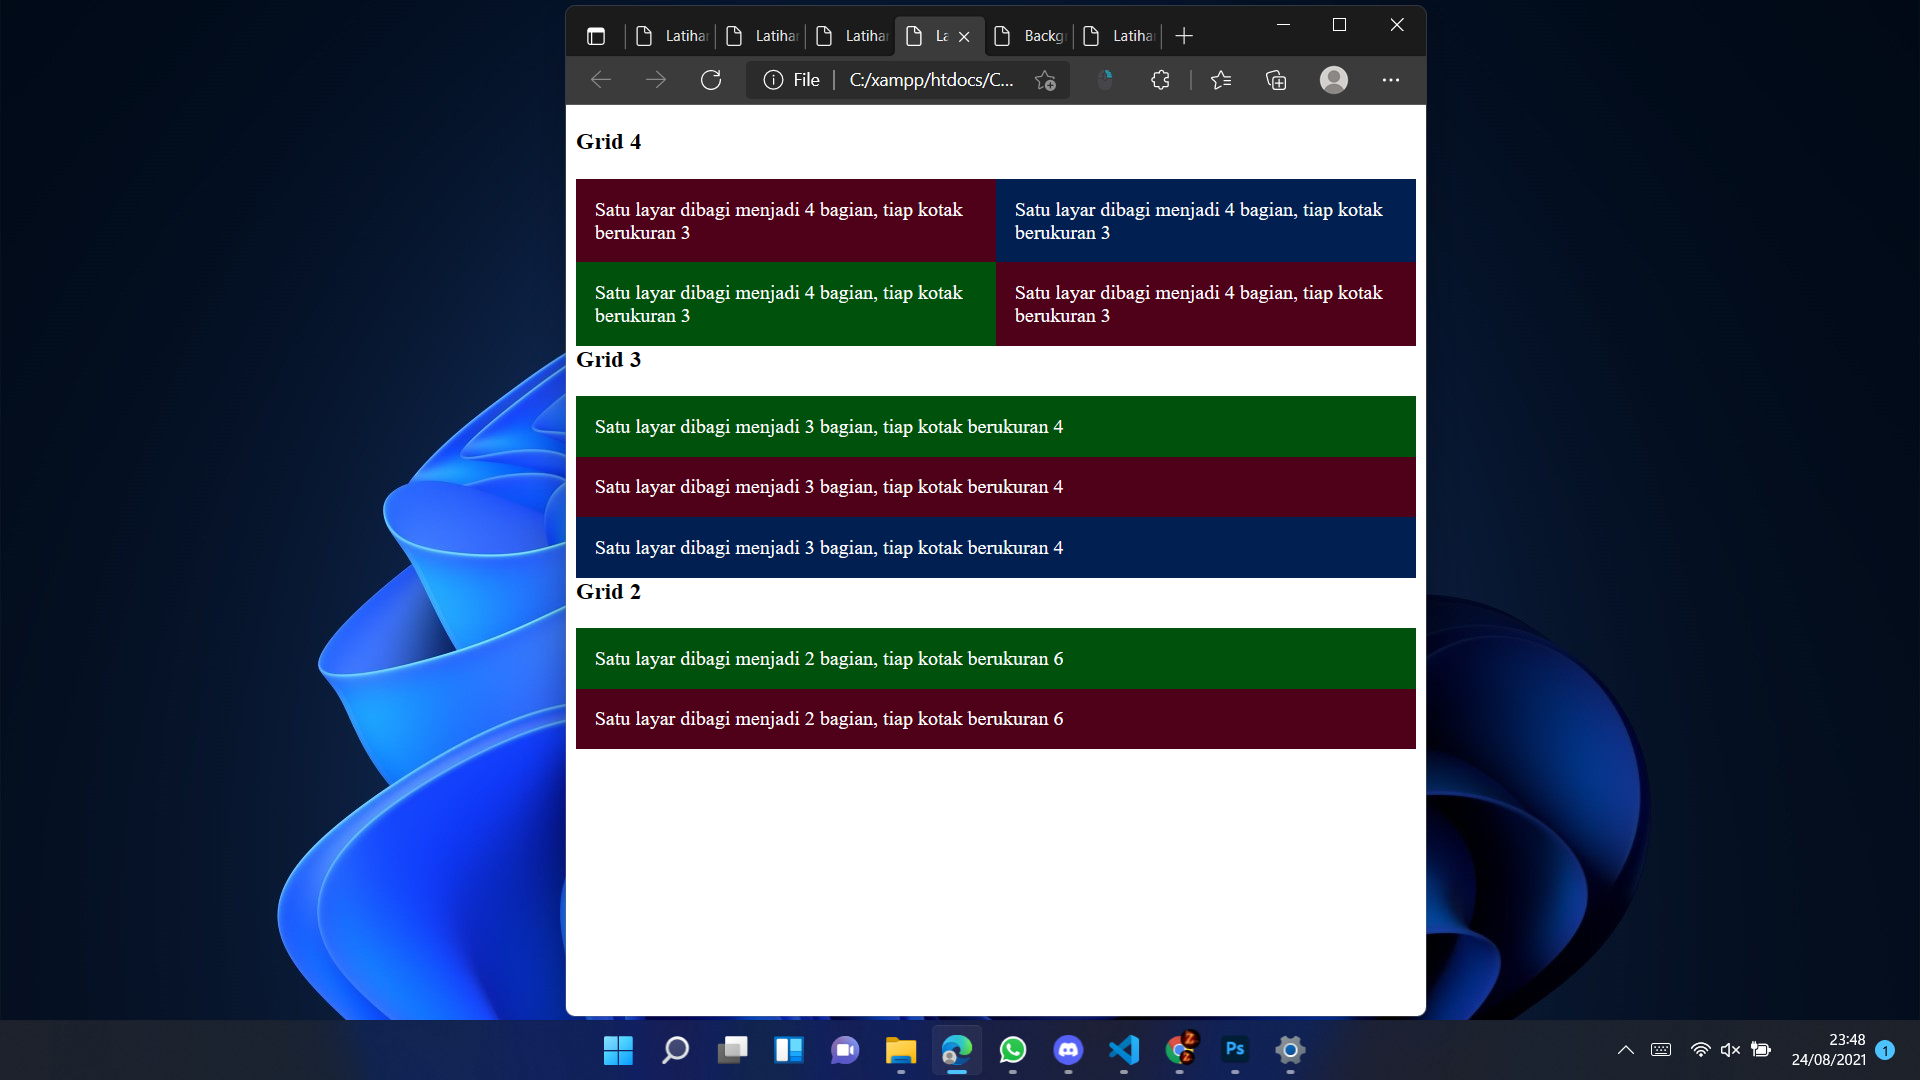 Latihar
Latihar
Latihar
La
Backg
Latihar
File
C:/xampp/htdocs/C...
Grid 4
Satu layar dibagi menjadi 4 bagian, tiap kotak
berukuran 3
Satu layar dibagi menjadi 4 bagian, tiap kotak
berukuran 3
Satu layar dibagi menjadi 4 bagian, tiap kotak
berukuran 3
Satu layar dibagi menjadi 4 bagian, tiap kotak
berukuran 3
Grid 3
Satu layar dibagi menjadi 3 bagian, tiap kotak berukuran 4
Satu layar dibagi menjadi 3 bagian, tiap kotak berukuran 4
Satu layar dibagi menjadi 3 bagian, tiap kotak berukuran 4
Grid 2
Satu layar dibagi menjadi 2 bagian, tiap kotak berukuran 6
Satu layar dibagi menjadi 2 bagian, tiap kotak berukuran 6
Ps
23:48
24/08/2021
1